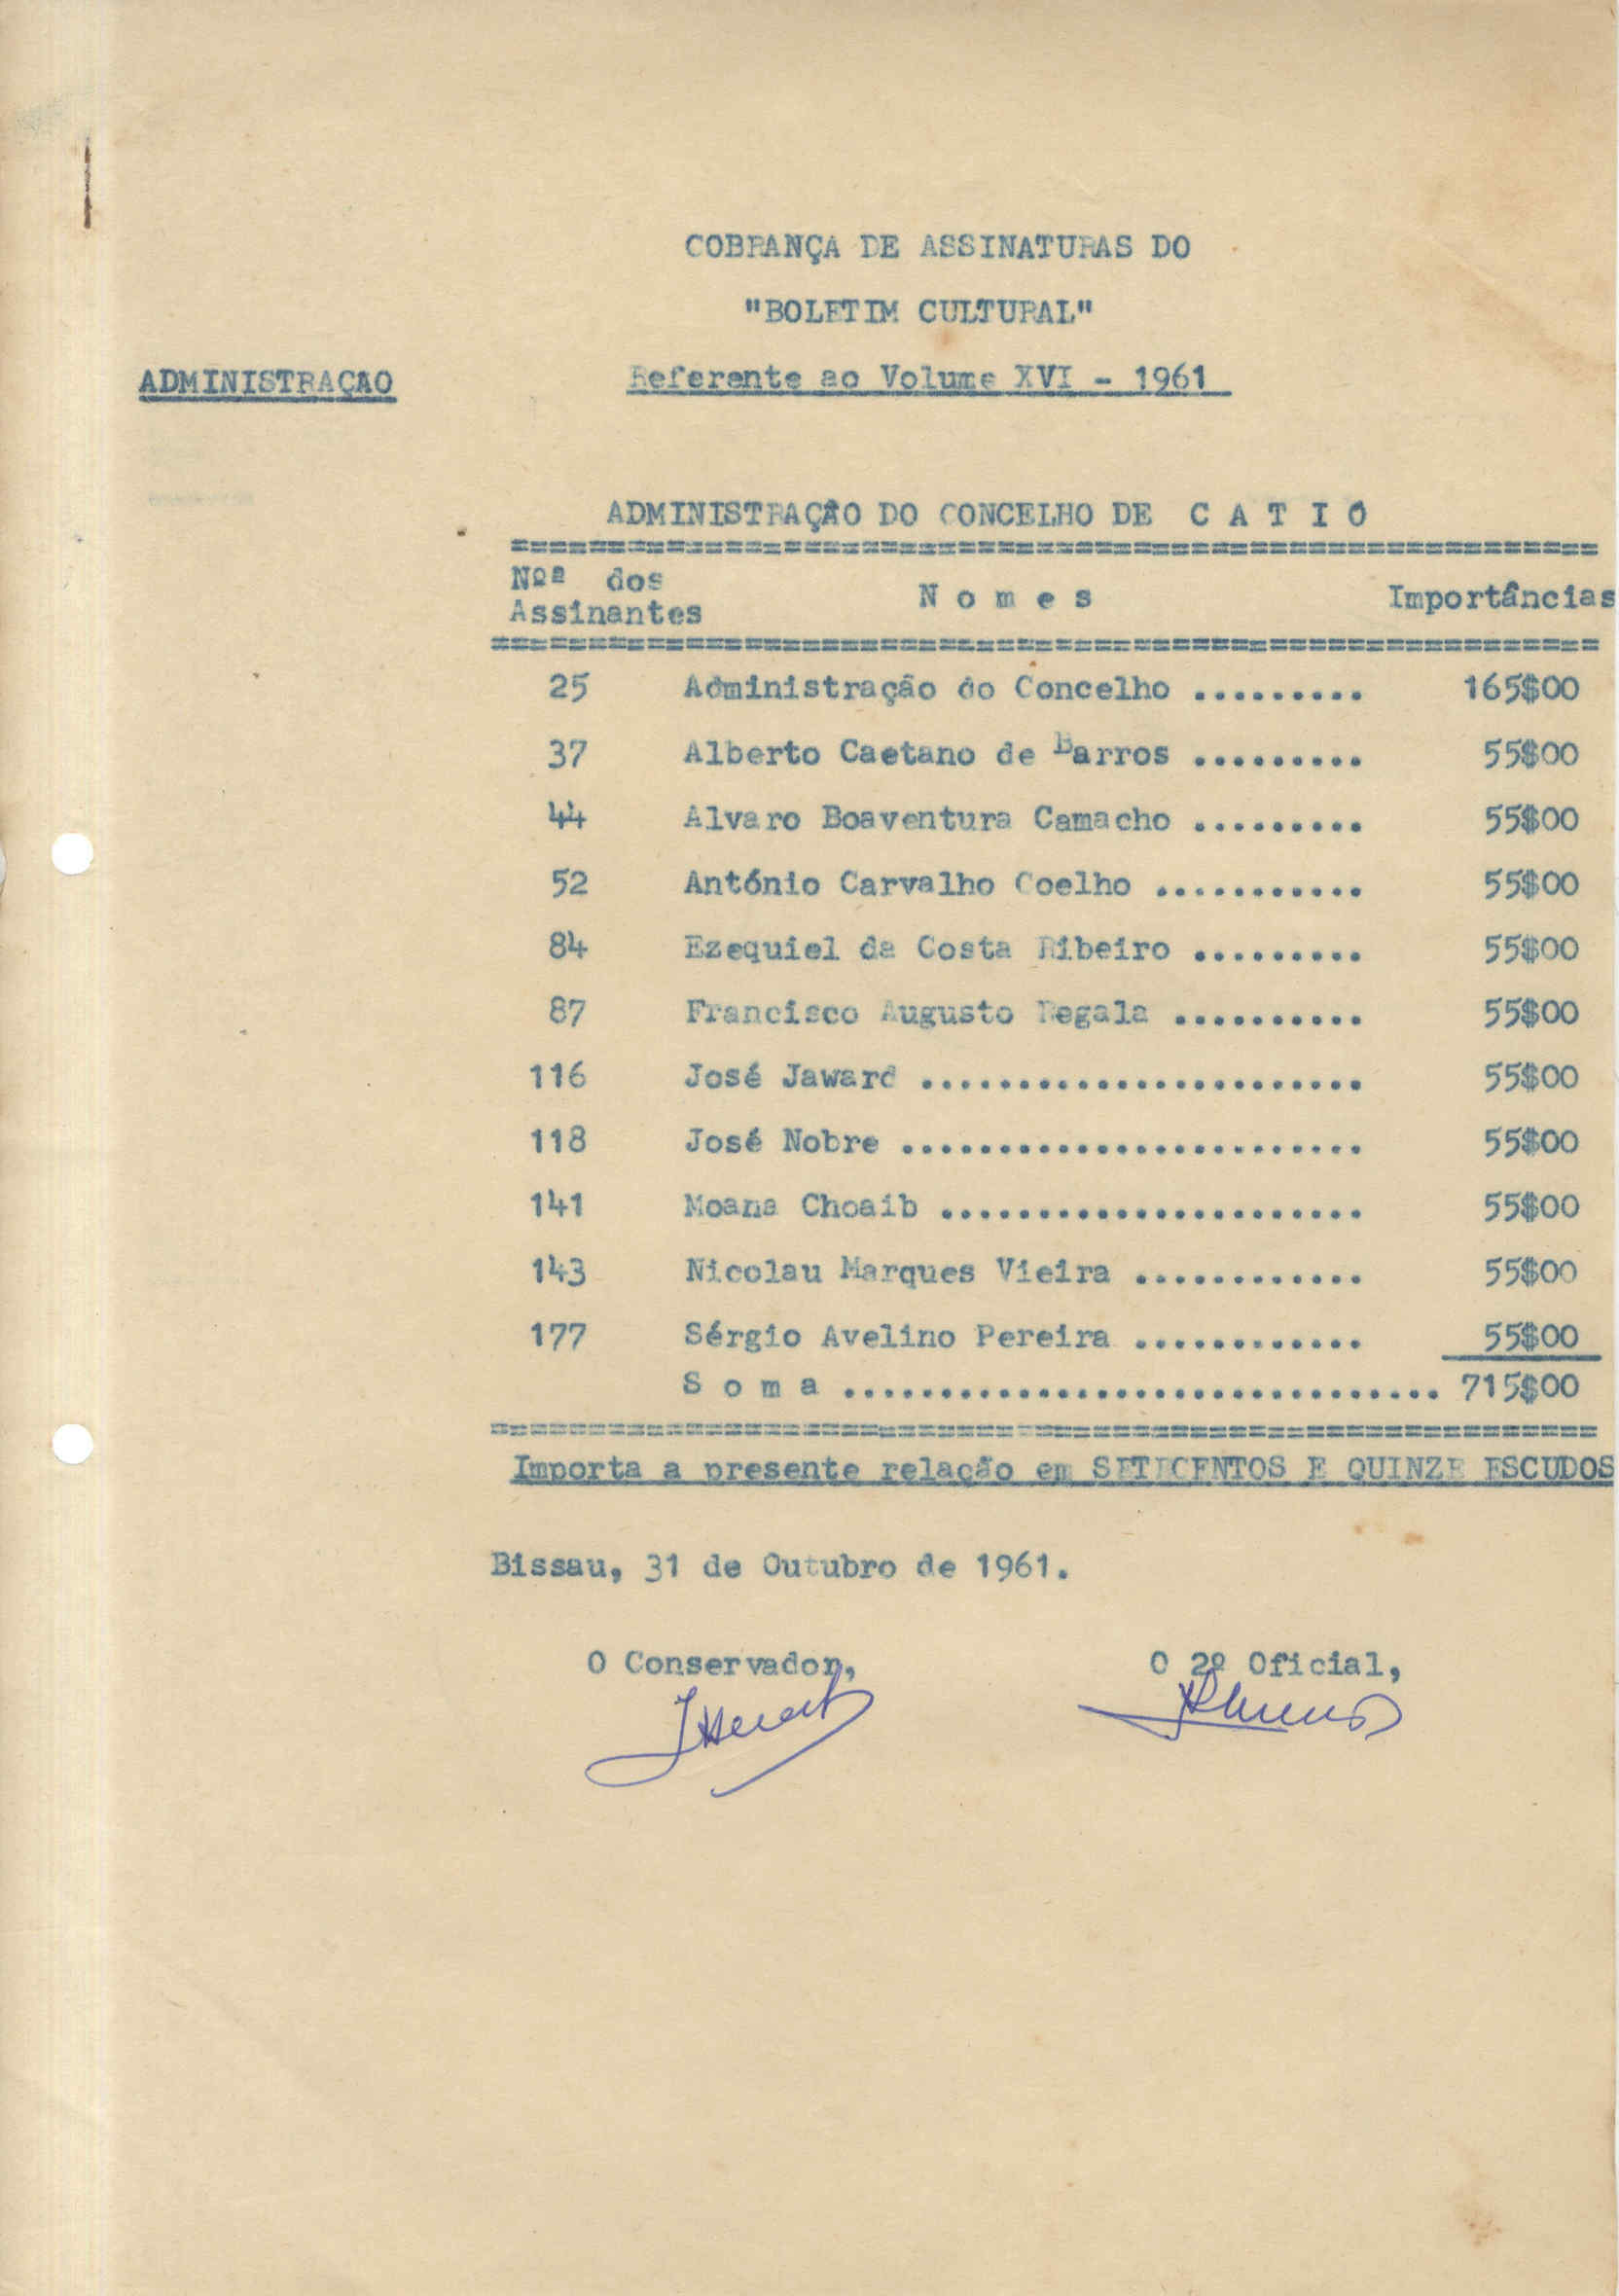 COBRANÇA DE ASSINATURAS DO
"BOLETIM CULTURAL"
ADMINISTRAÇAO
Referente ao Volume XVI - 1961
ADMINISTRAÇÃO DO CONCELHO DE C A T I Ó
=========================================================
Nºª dos
Assinantes
N o m e s
Importâncias
=========================================================
25 Administração do Concelho ......... 165$00
37 Alberto Caetano de Barros ......... 55$00
44 Alvaro Boaventura Camacho ......... 55$00
52 António Carvalho Coelho ........... 55$00
84 Ezequiel da Costa Ribeiro ......... 55$00
87 Francisco Augusto Regala .......... 55$00
116 José Jaward ....................... 55$00
118 José Nobre ........................ 55$00
141 Moana Choaib ...................... 55$00
143 Nicolau Marques Vieira ............ 55$00
177 Sérgio Avelino Pereira ............ 55$00
S o m a ............................... 715$00
=========================================================
Importa a presente relação em SETECENTOS E QUINZE ESCUDOS
Bissau, 31 de Outubro de 1961.
O Conservador, O 2º Oficial,